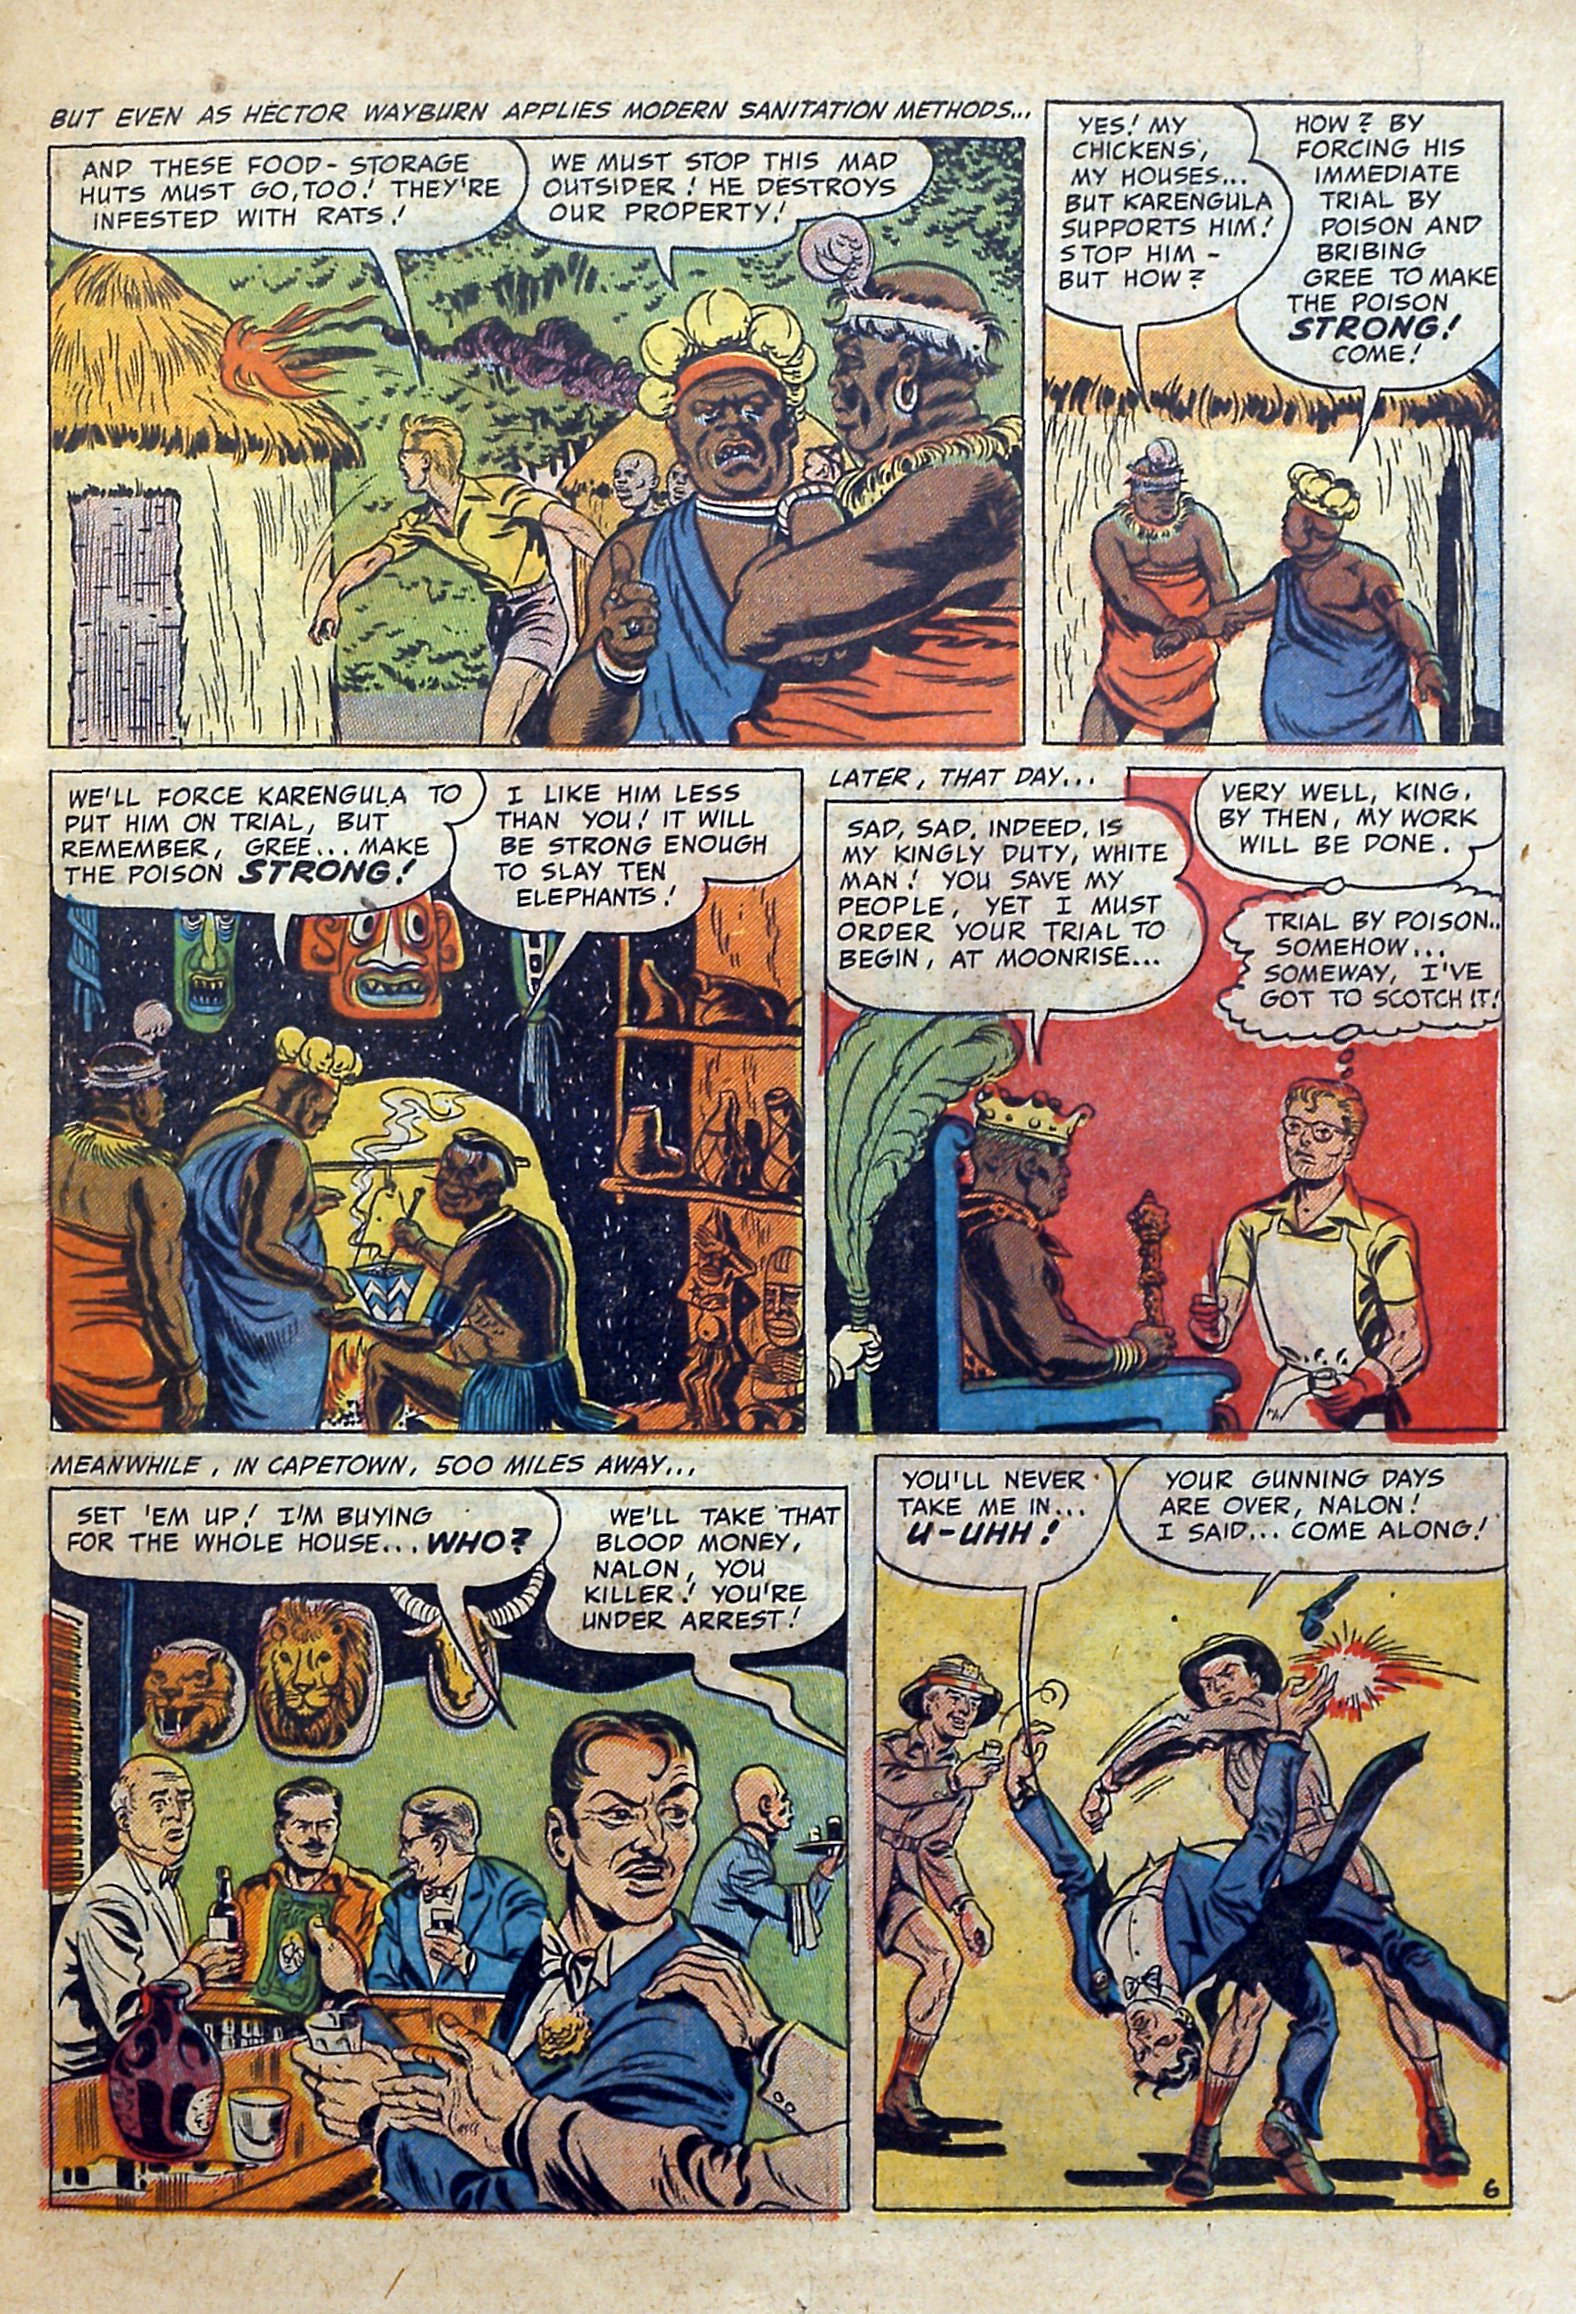 BUT EVEN AS HECTOR WAYBURN APPLIES MODERN SANITATION METHODS...
AND THESE FOOD-STORAGE
HUTS MUST GO, TOO! THEY'RE
INFESTED WITH RATS!
WE MUST STOP THIS MAD
OUTSIDER! HE DESTROYS
OUR PROPERTY!
YES! MY
CHICKENS,
MY HOUSES...
BUT KARENGULA
SUPPORTS HIM!
STOP HIM -
BUT HOW?
HOW? BY
FORCING HIS
IMMEDIATE
TRIAL BY
POISON AND
BRIBING
GREE TO MAKE
THE POISON
STRONG!
COME!
WE'LL FORCE KARENGULA TO
PUT HIM ON TRIAL, BUT
REMEMBER, GREE... MAKE
THE POISON STRONG!
I LIKE HIM LESS
THAN YOU! IT WILL
BE STRONG ENOUGH
TO SLAY TEN
ELEPHANTS!
LATER, THAT DAY...
SAD, SAD, INDEED, IS
MY KINGLY DUTY, WHITE
MAN! YOU SAVE MY
PEOPLE, YET I MUST
ORDER YOUR TRIAL TO
BEGIN, AT MOONRISE...
VERY WELL, KING.
BY THEN, MY WORK
WILL BE DONE.
TRIAL BY POISON..
SOMEHOW...
SOMEWAY, I'VE
GOT TO SCOTCH IT!
MEANWHILE, IN CAPETOWN, 500 MILES AWAY...
SET 'EM UP! I'M BUYING
FOR THE WHOLE HOUSE... WHO?
WE'LL TAKE THAT
BLOOD MONEY,
NALON, YOU
KILLER! YOU'RE
UNDER ARREST!
YOU'LL NEVER
TAKE ME IN...
U-UHH!
YOUR GUNNING DAYS
ARE OVER, NALON!
I SAID... COME ALONG!
6